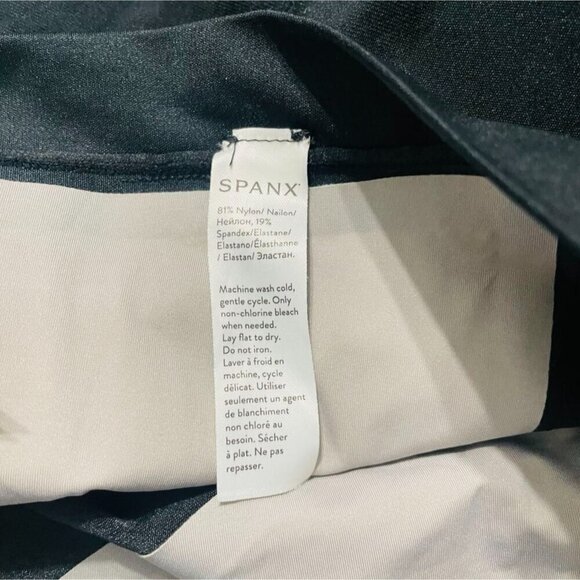 SPANX®
81% Nylon/ Nailon/
Нейлон, 19%
Spandex/Elastane/
Elastano/Élasthanne
/ Elastan/ Эластан.
Machine wash cold,
gentle cycle. Only
non-chlorine bleach
when needed.
Lay flat to dry.
Do not iron.
Laver à froid en
machine, cycle
délicat. Utiliser
seulement un agent
de blanchiment
non chloré au
besoin. Sécher
à plat. Ne pas
repasser.